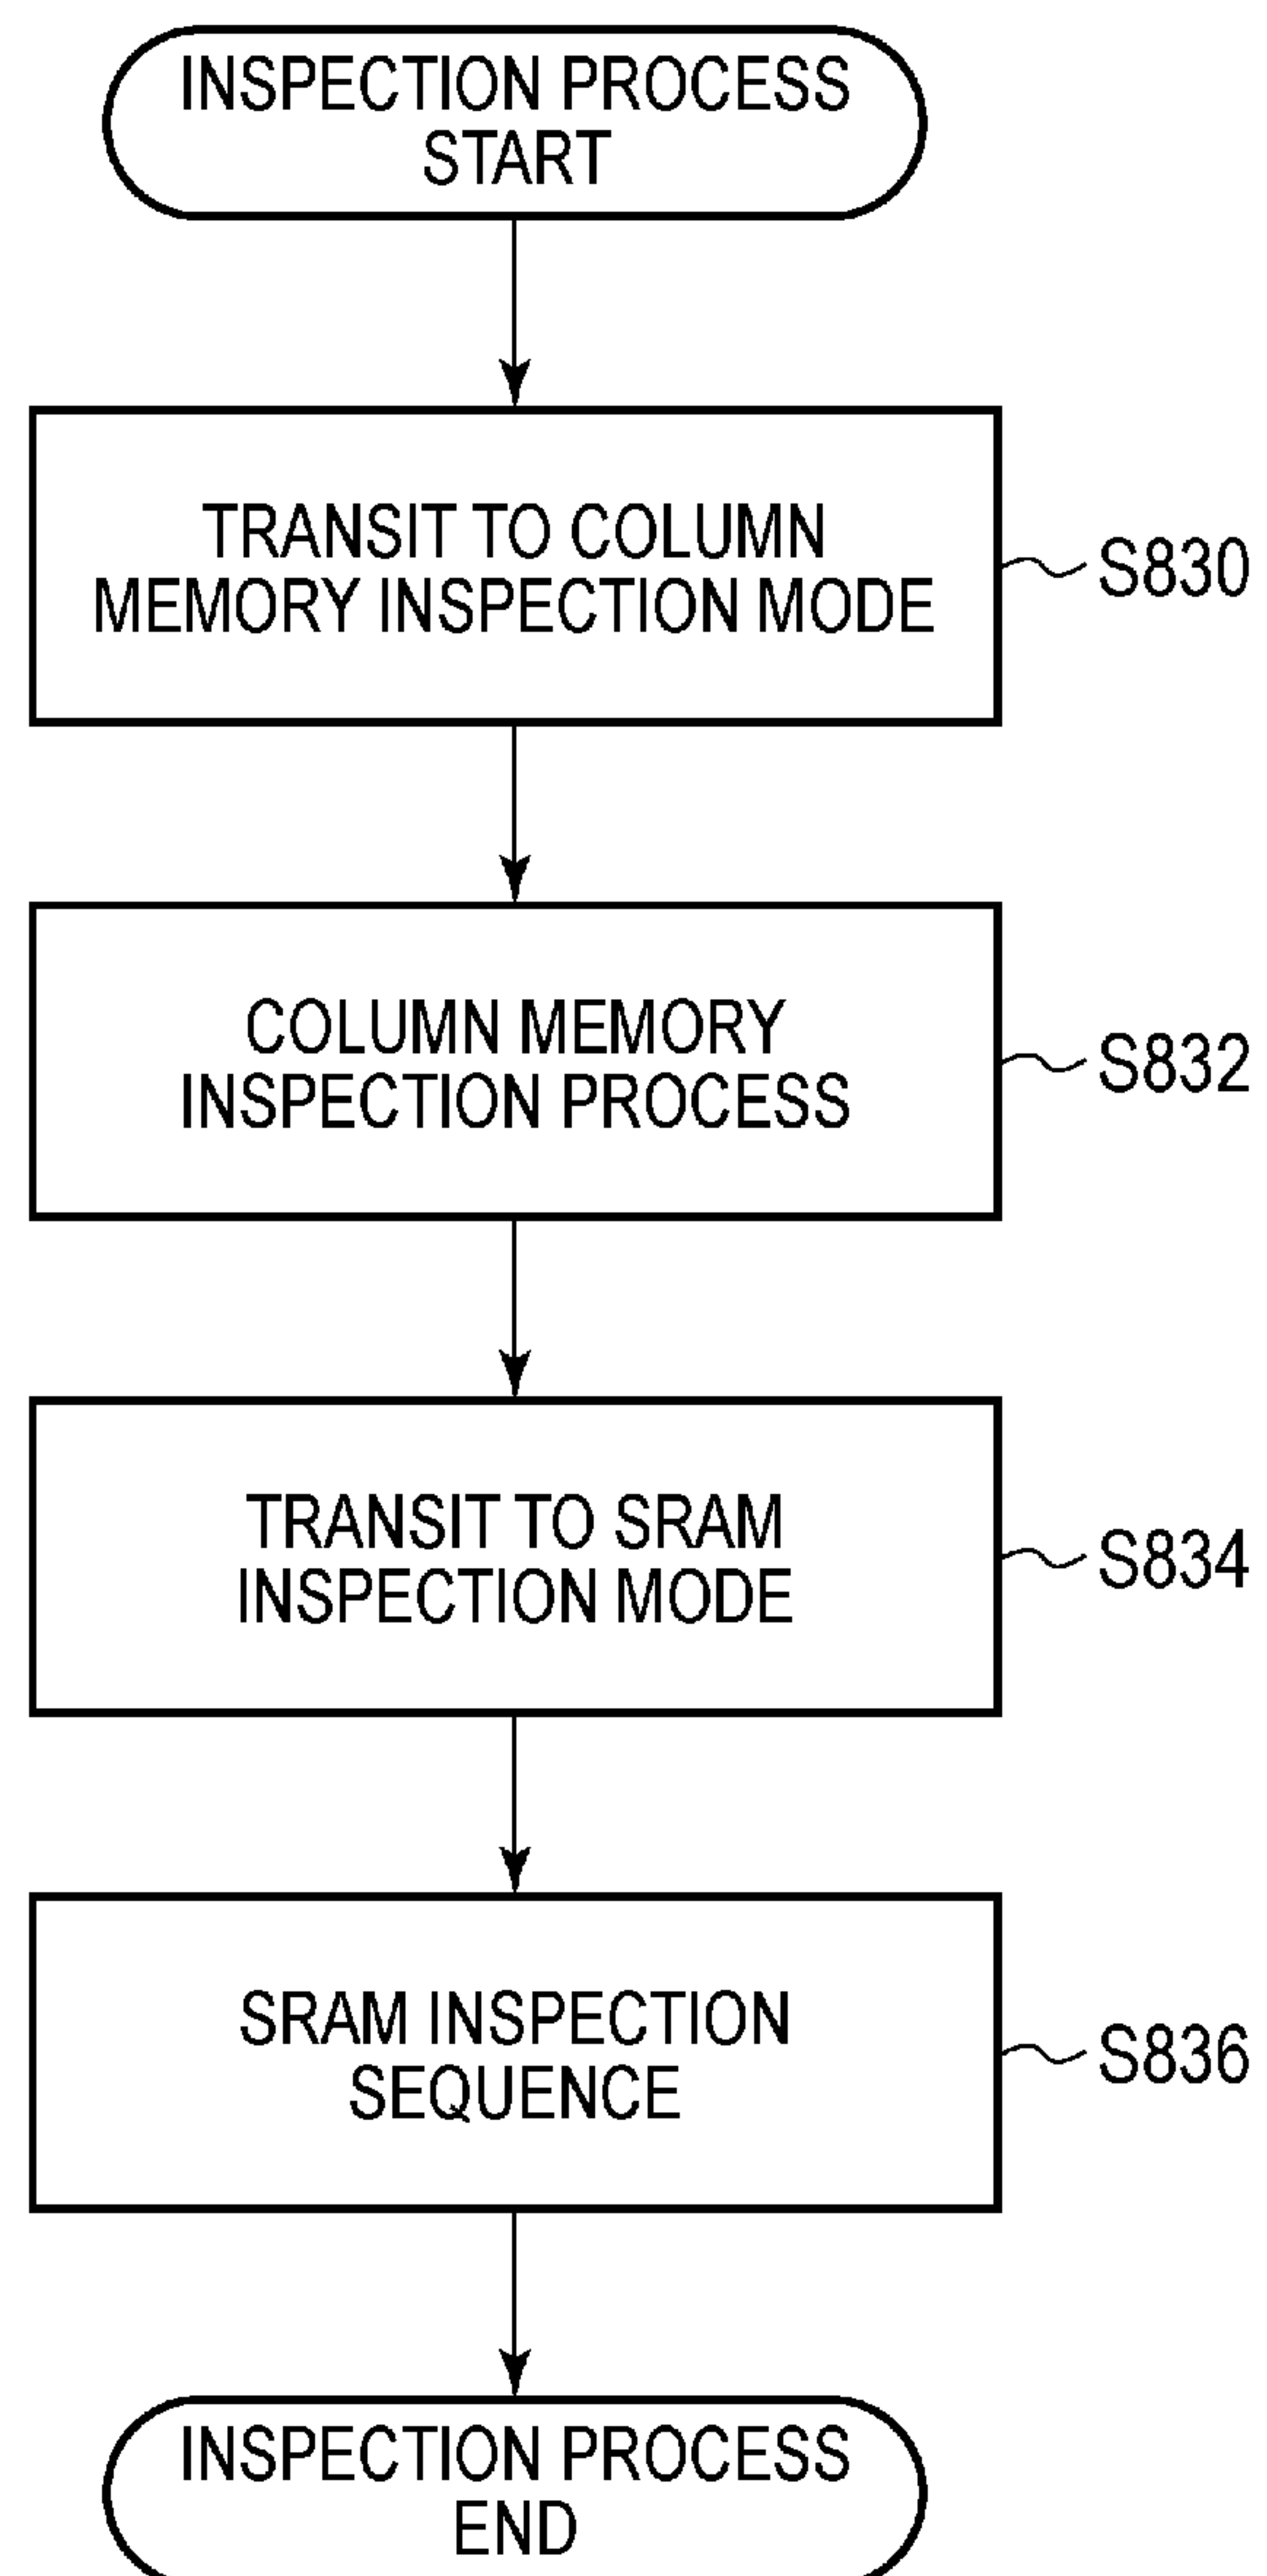 INSPECTION PROCESS
START
TRANSIT TO COLUMN
MEMORY INSPECTION MODE
S830
COLUMN MEMORY
INSPECTION PROCESS
S832
TRANSIT TO SRAM
INSPECTION MODE
S834
SRAM INSPECTION
SEQUENCE
S836
INSPECTION PROCESS
END